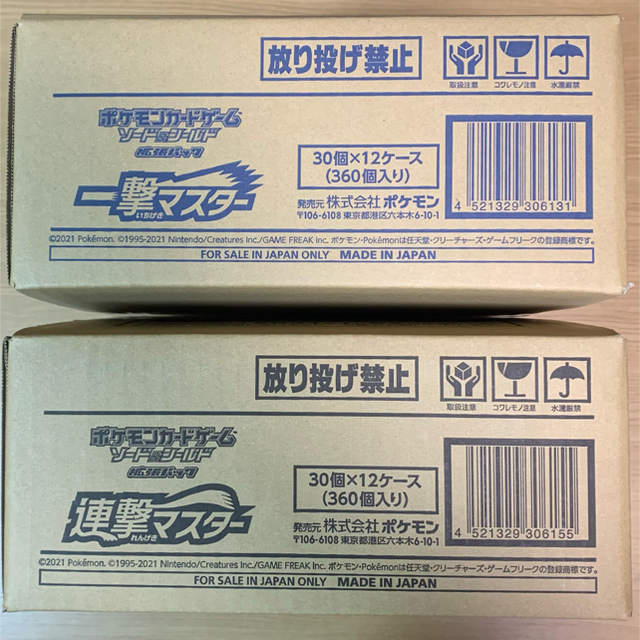 放り投げ禁止
取扱注意
コワレモノ注意
水濡厳禁
ポケモンカードゲーム
ソード&シールド
拡張パック
一撃マスター
いちげき
30個×12ケース
(360個入り)
発売元 株式会社 ポケモン
〒106-6108 東京都港区六本木6-10-1
4 521329 306131
©2021 Pokémon. ©1995-2021 Nintendo/Creatures Inc./GAME FREAK inc. ポケモン・Pokémonは任天堂・クリーチャーズ・ゲームフリークの登録商標です。
FOR SALE IN JAPAN ONLY MADE IN JAPAN
放り投げ禁止
取扱注意
コワレモノ注意
水濡厳禁
ポケモンカードゲーム
ソード&シールド
拡張パック
連撃マスター
れんげき
30個×12ケース
(360個入り)
発売元 株式会社 ポケモン
〒106-6108 東京都港区六本木6-10-1
4 521329 306155
©2021 Pokémon. ©1995-2021 Nintendo/Creatures Inc./GAME FREAK inc. ポケモン・Pokémonは任天堂・クリーチャーズ・ゲームフリークの登録商標です。
FOR SALE IN JAPAN ONLY MADE IN JAPAN